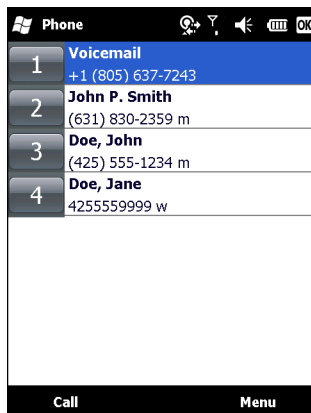 Phone
OK
1
Voicemail
+1 (805) 637-7243
2
John P. Smith
(631) 830-2359 m
3
Doe, John
(425) 555-1234 m
4
Doe, Jane
4255559999 w
Call
Menu